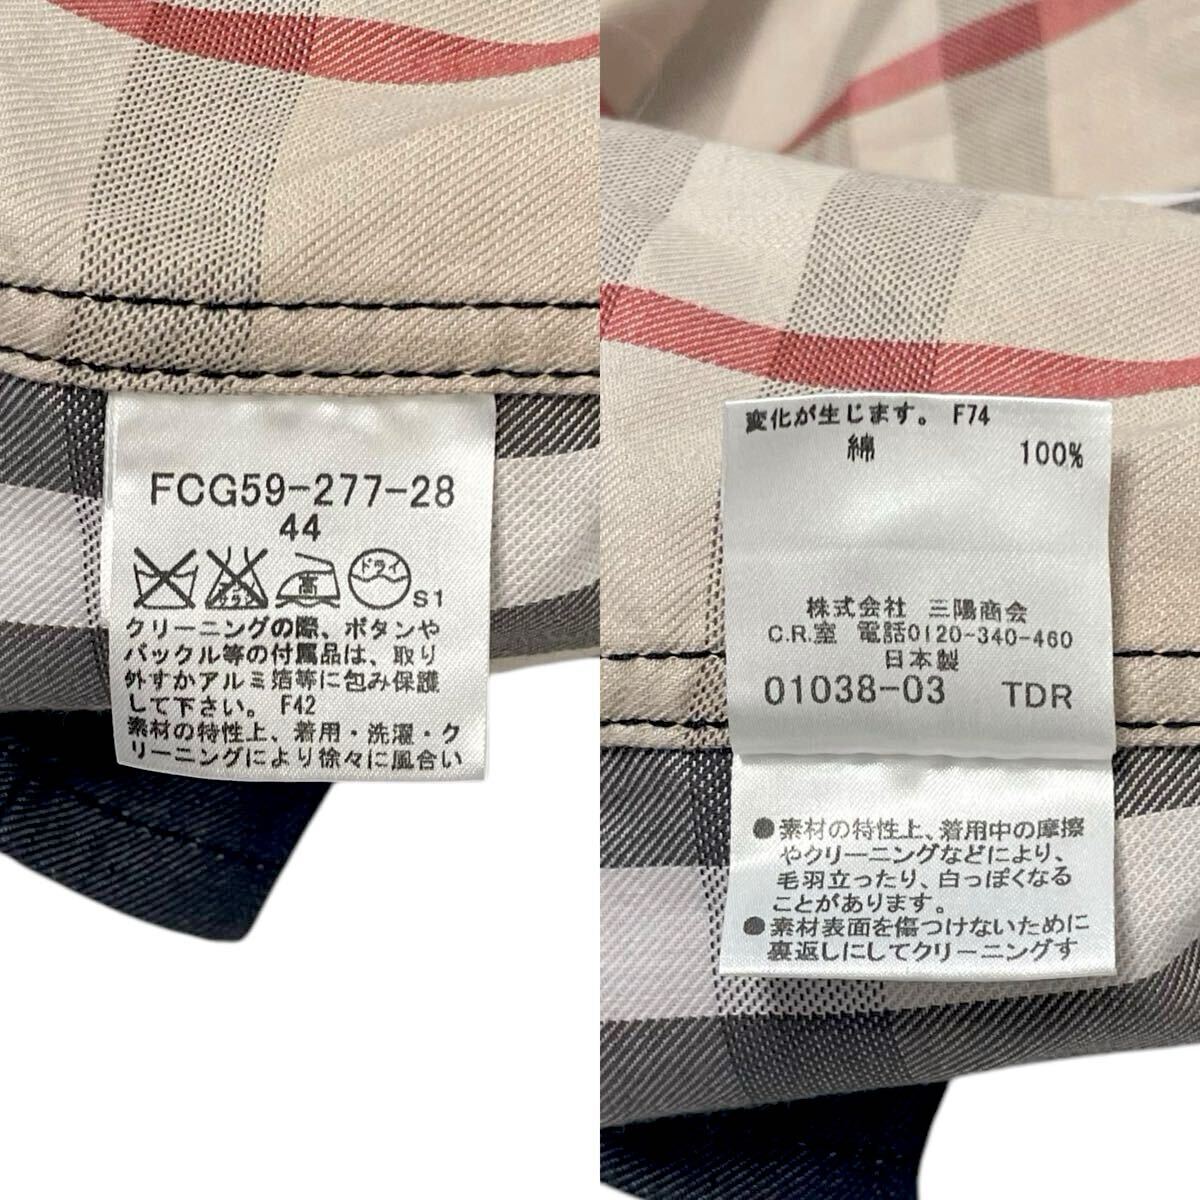 FCG59-277-28
44
エンソ
サラシ
高
ドライ
S1
クリーニングの際、ボタンや
バックル等の付属品は、取り
外すかアルミ箔等に包み保護
して下さい。 F42
素材の特性上、着用・洗濯・ク
リーニングにより徐々に風合い
変化が生じます。 F74
綿 100%
株式会社 三陽商会
C.R.室 電話0120-340-460
日本製
01038-03 TDR
●素材の特性上、着用中の摩擦
やクリーニングなどにより、
毛羽立ったり、白っぽくなる
ことがあります。
●素材表面を傷つけないために
裏返しにしてクリーニングす